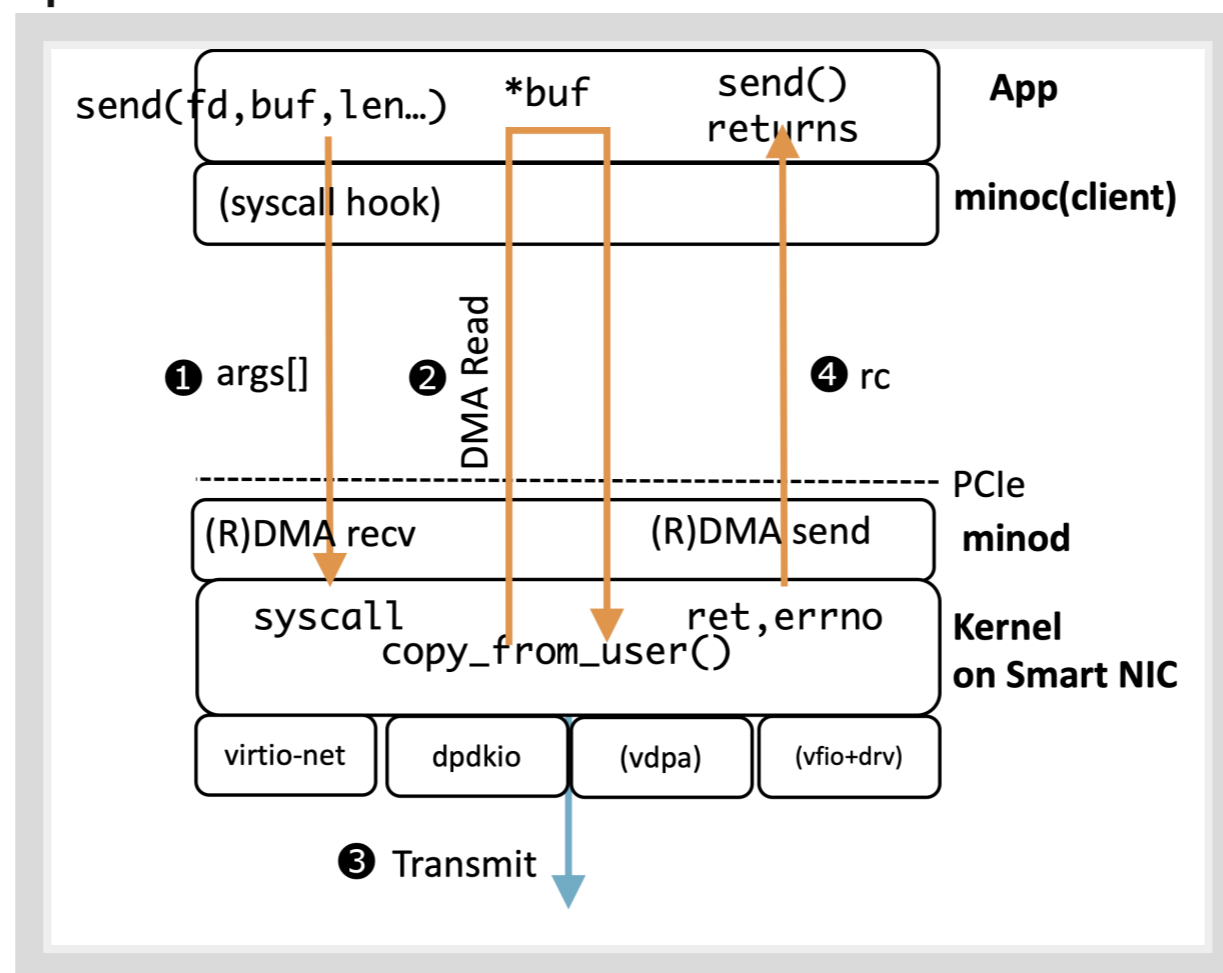 send(fd,buf,len…)
*buf
send()
returns
App
(syscall hook)
minoc(client)
❶ args[]
❷
DMA Read
❹ rc
PCIe
(R)DMA recv
(R)DMA send
minod
syscall
ret,errno
copy_from_user()
Kernel
on Smart NIC
virtio-net
dpdkio
(vdpa)
(vfio+drv)
❸ Transmit